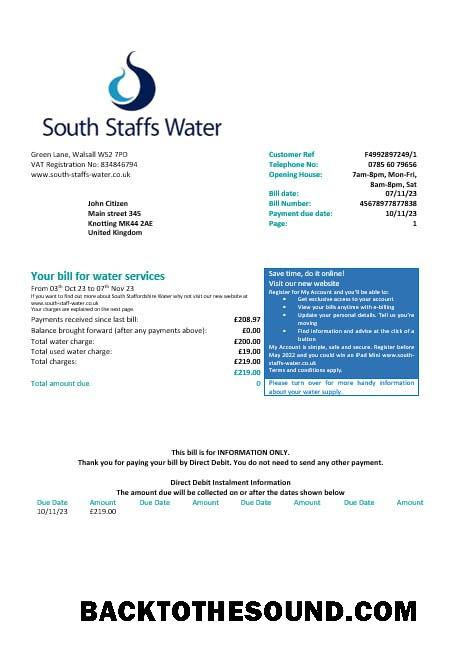 South Staffs Water
Green Lane, Walsall WS2 7PD
VAT Registration No: 834846794
www.south-staffs-water.co.uk
Customer Ref F4992897249/1
Telephone No: 0785 60 79656
Opening House: 7am-8pm, Mon-Fri,
8am-8pm, Sat
Bill date: 07/11/23
Bill Number: 45678977877838
Payment due date: 10/11/23
Page: 1
John Citizen
Main street 345
Knotting MK44 2AE
United Kingdom
Your bill for water services
From 03th Oct 23 to 07th Nov 23
If you want to find out more about South Staffordshire Water why not visit our new website at
www.south-staff-water.co.uk
Your charges are explained on the next page.
Payments received since last bill: £208.97
Balance brought forward (after any payments above): £0.00
Total water charge: £200.00
Total used water charge: £19.00
Total charges: £219.00
£219.00
Total amount due 0
Save time, do it online!
Visit our new website
Register for My Account and you'll be able to:
• Get exclusive access to your account
• View your bills anytime with e-billing
• Update your personal details. Tell us you're
moving
• Find information and advice at the click of a
button
My Account is simple, safe and secure. Register before
May 2022 and you could win an iPad Mini www.south-
staffs-water.co.uk
Terms and conditions apply.
Please turn over for more handy information
about your water supply.
This bill is for INFORMATION ONLY.
Thank you for paying your bill by Direct Debit. You do not need to send any other payment.
Direct Debit Instalment Information
The amount due will be collected on or after the dates shown below
Due Date Amount Due Date Amount Due Date Amount Due Date Amount
10/11/23 £219.00
BACKTOTHESOUND.COM